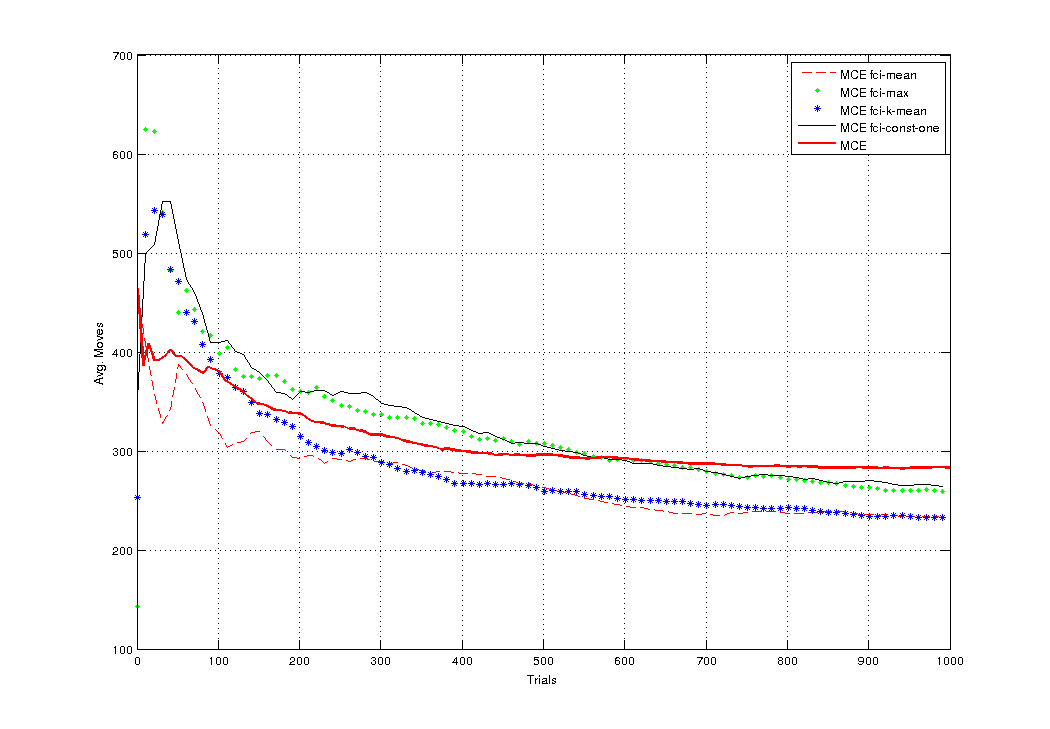 700
600
500
400
300
200
100
Avg. Moves
MCE fci-mean
MCE fci-max
MCE fci-k-mean
MCE fci-const-one
MCE
0 100 200 300 400 500 600 700 800 900 1000
Trials